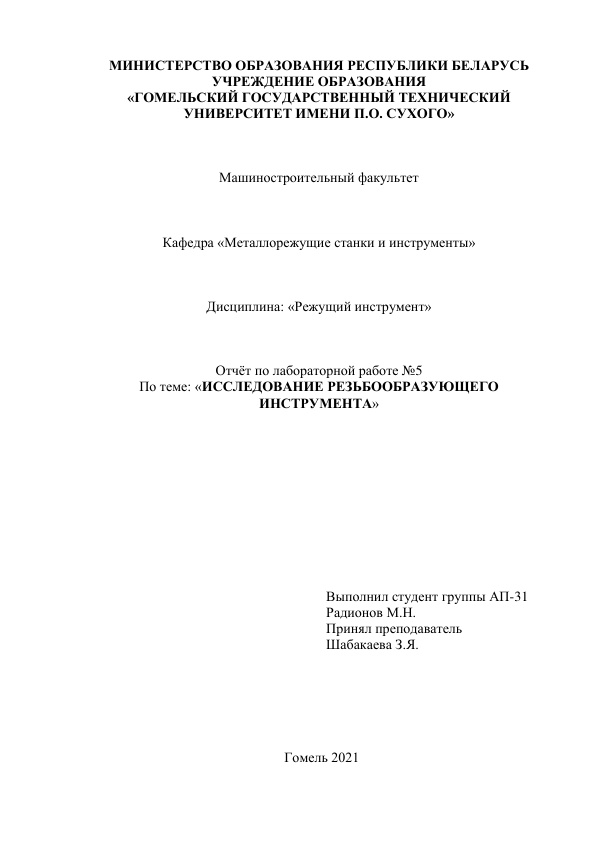 МИНИСТЕРСТВО ОБРАЗОВАНИЯ РЕСПУБЛИКИ БЕЛАРУСЬ
УЧРЕЖДЕНИЕ ОБРАЗОВАНИЯ
«ГОМЕЛЬСКИЙ ГОСУДАРСТВЕННЫЙ ТЕХНИЧЕСКИЙ
УНИВЕРСИТЕТ ИМЕНИ П.О. СУХОГО»
Машиностроительный факультет
Кафедра «Металлорежущие станки и инструменты»
Дисциплина: «Режущий инструмент»
Отчёт по лабораторной работе №5
По теме: «ИССЛЕДОВАНИЕ РЕЗЬБООБРАЗУЮЩЕГО
ИНСТРУМЕНТА»
Выполнил студент группы АП-31
Радионов М.Н.
Принял преподаватель
Шабакаева З.Я.
Гомель 2021